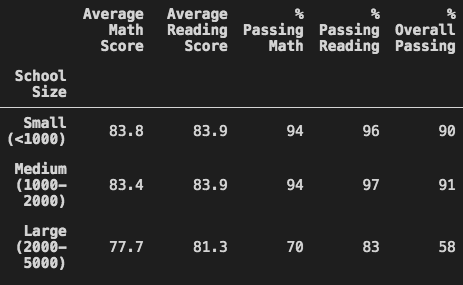 Average Average % % %
Math Reading Passing Passing Overall
Score Score Math Reading Passing
School
Size
Small
(<1000) 83.8 83.9 94 96 90
Medium
(1000–
2000) 83.4 83.9 94 97 91
Large
(2000–
5000) 77.7 81.3 70 83 58